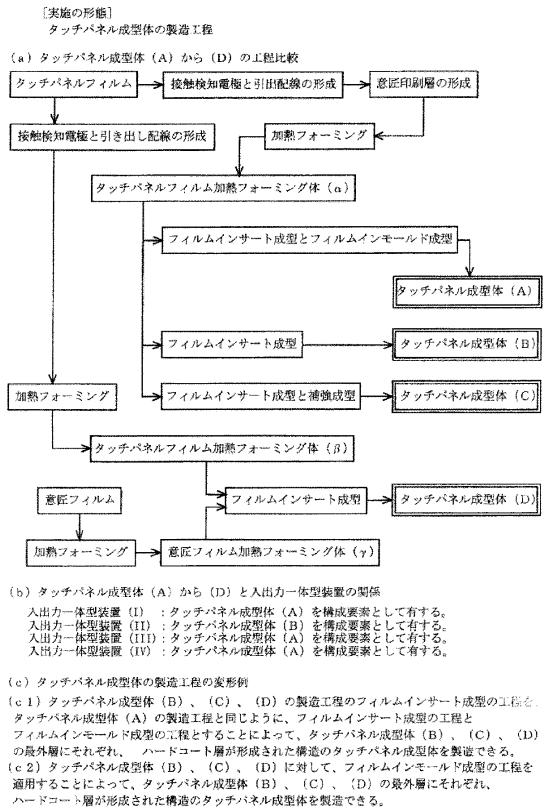 [実施の形態]
タッチパネル成型体の製造工程
(a)タッチパネル成型体(A)から(D)の工程比較
タッチパネルフィルム
接触検知電極と引出配線の形成
意匠印刷層の形成
接触検知電極と引き出し配線の形成
加熱フォーミング
タッチパネルフィルム加熱フォーミング体(α)
フィルムインサート成型とフィルムインモールド成型
タッチパネル成型体(A)
フィルムインサート成型
タッチパネル成型体(B)
加熱フォーミング
フィルムインサート成型と補強成型
タッチパネル成型体(C)
タッチパネルフィルム加熱フォーミング体(β)
意匠フィルム
フィルムインサート成型
タッチパネル成型体(D)
加熱フォーミング
意匠フィルム加熱フォーミング体(γ)
(b)タッチパネル成型体(A)から(D)と入出力一体型装置の関係
入出力一体型装置(I) :タッチパネル成型体(A)を構成要素として有する。
入出力一体型装置(II) :タッチパネル成型体(B)を構成要素として有する。
入出力一体型装置(III):タッチパネル成型体(A)を構成要素として有する。
入出力一体型装置(IV) :タッチパネル成型体(A)を構成要素として有する。
(c)タッチパネル成型体の製造工程の変形例
(c1)タッチパネル成型体(B)、(C)、(D)の製造工程のフィルムインサート成型の工程を、
タッチパネル成型体(A)の製造工程と同じように、フィルムインサート成型の工程と
フィルムインモールド成型の工程とすることによって、タッチパネル成型体(B)、(C)、(D)
の最外層にそれぞれ、 ハードコート層が形成された構造のタッチパネル成型体を製造できる。
(c2)タッチパネル成型体(B)、(C)、(D)に対して、フィルムインモールド成型の工程を
適用することによって、タッチパネル成型体(B)、(C)、(D)の最外層にそれぞれ、
ハードコート層が形成された構造のタッチパネル成型体を製造できる。